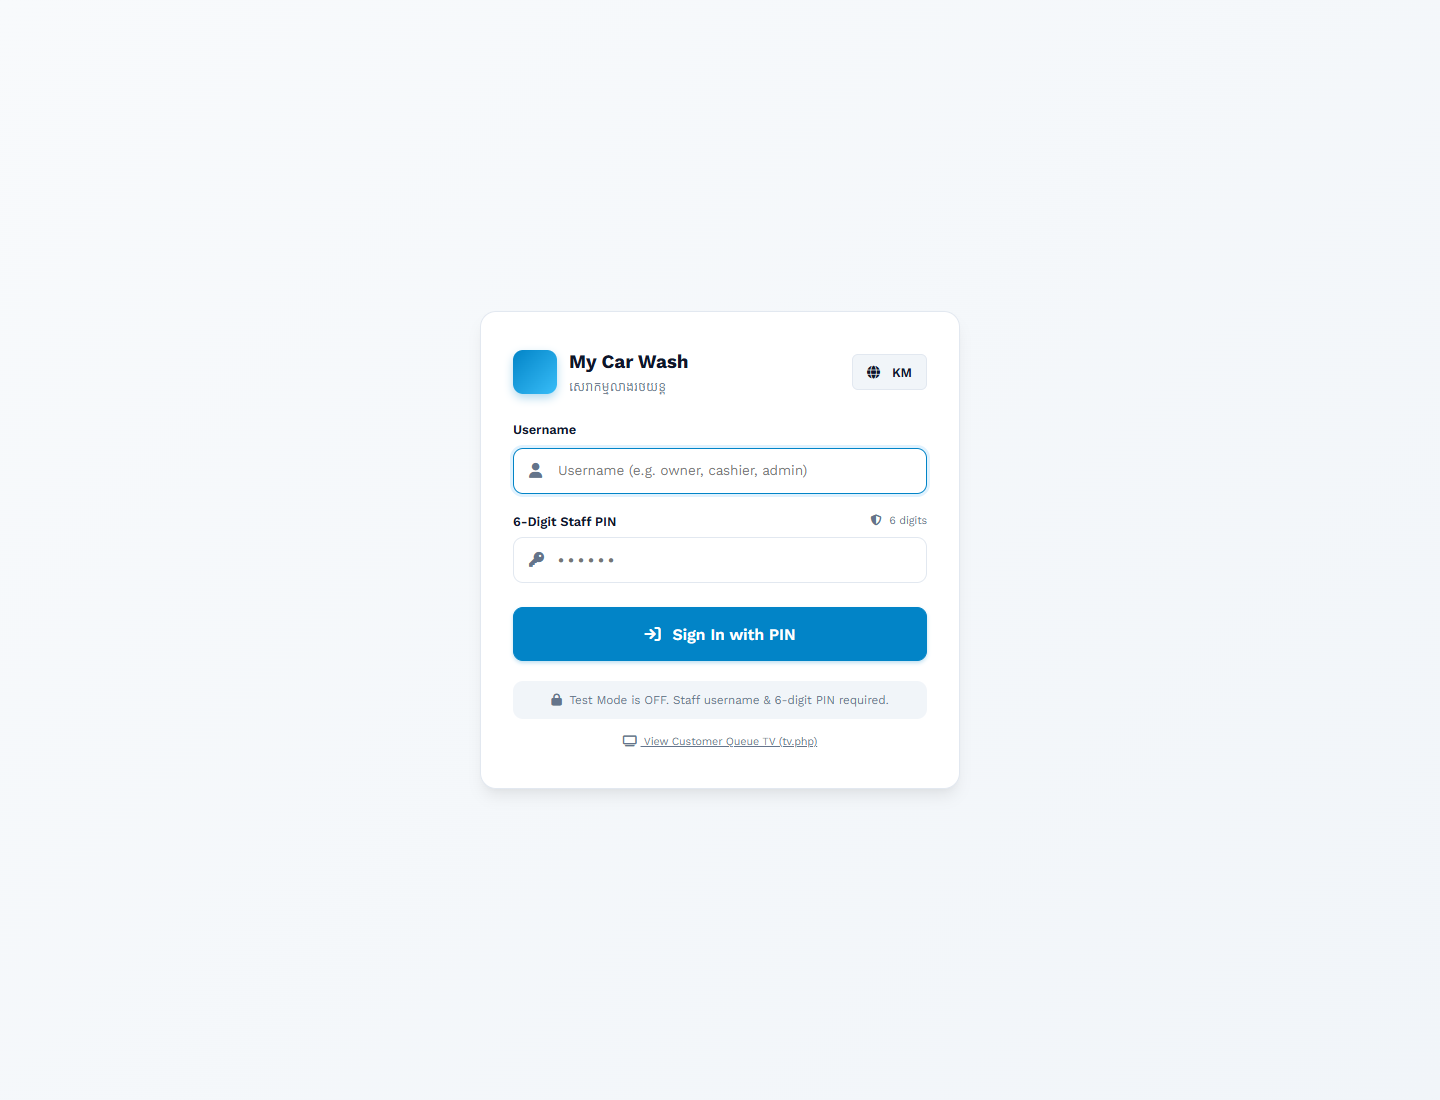 My Car Wash
សេវាកម្មលាងរថយន្ត
KM
Username
Username (e.g. owner, cashier, admin)
6-Digit Staff PIN
6 digits
••••••
Sign In with PIN
Test Mode is OFF. Staff username & 6-digit PIN required.
View Customer Queue TV (tv.php)